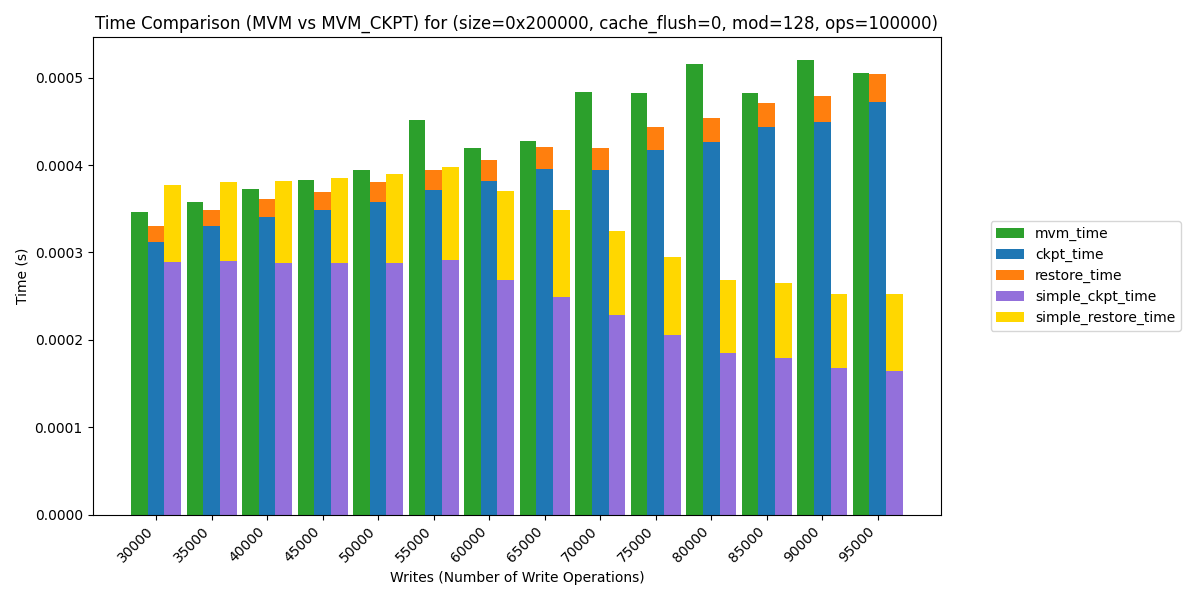 Time Comparison (MVM vs MVM_CKPT) for (size=0x200000, cache_flush=0, mod=128, ops=100000)
Time (s)
0.0005
0.0004
0.0003
0.0002
0.0001
0.0000
30000
35000
40000
45000
50000
55000
60000
65000
70000
75000
80000
85000
90000
95000
Writes (Number of Write Operations)
mvm_time
ckpt_time
restore_time
simple_ckpt_time
simple_restore_time